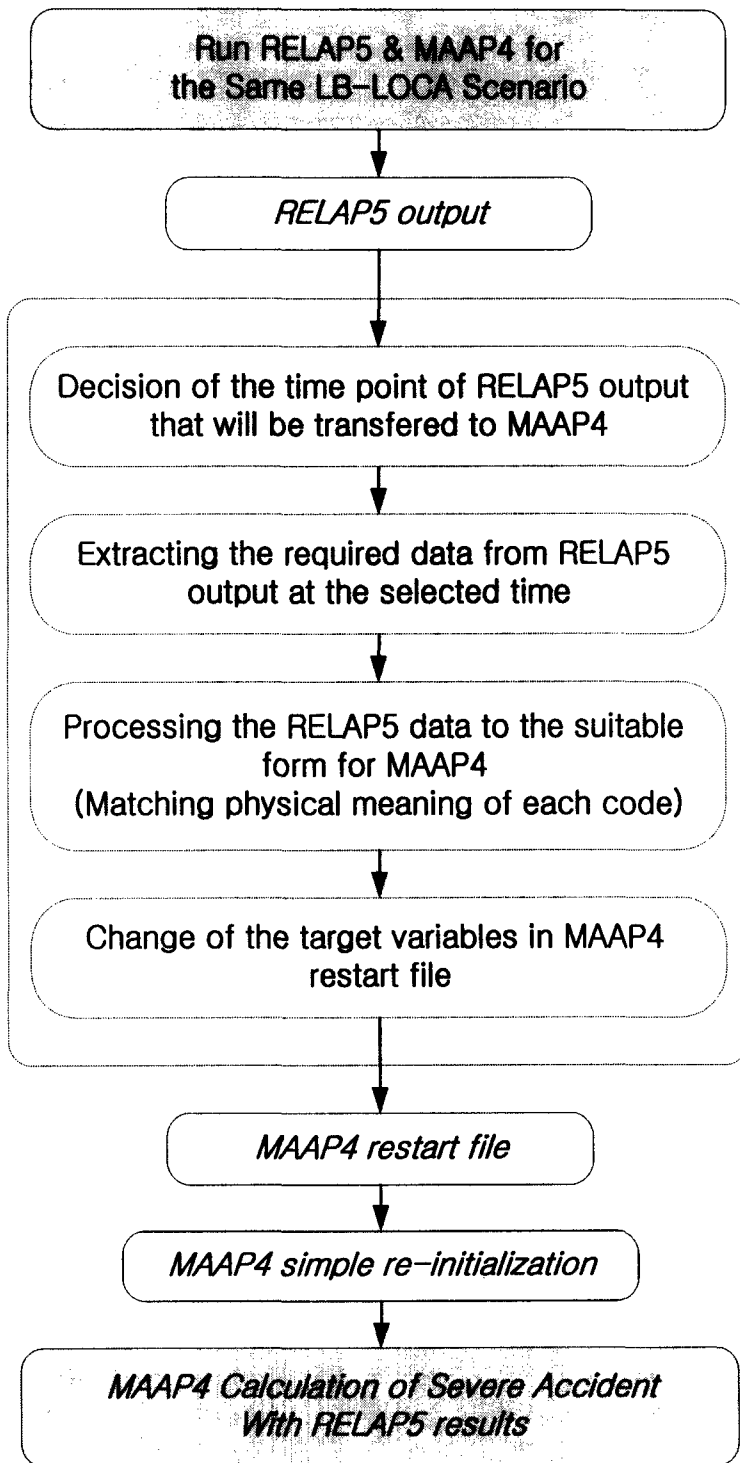 Run RELAP5 & MAAP4 for
the Same LB-LOCA Scenario
RELAP5 output
Decision of the time point of RELAP5 output
that will be transfered to MAAP4
Extracting the required data from RELAP5
output at the selected time
Processing the RELAP5 data to the suitable
form for MAAP4
(Matching physical meaning of each code)
Change of the target variables in MAAP4
restart file
MAAP4 restart file
MAAP4 simple re-initialization
MAAP4 Calculation of Severe Accident
With RELAP5 results